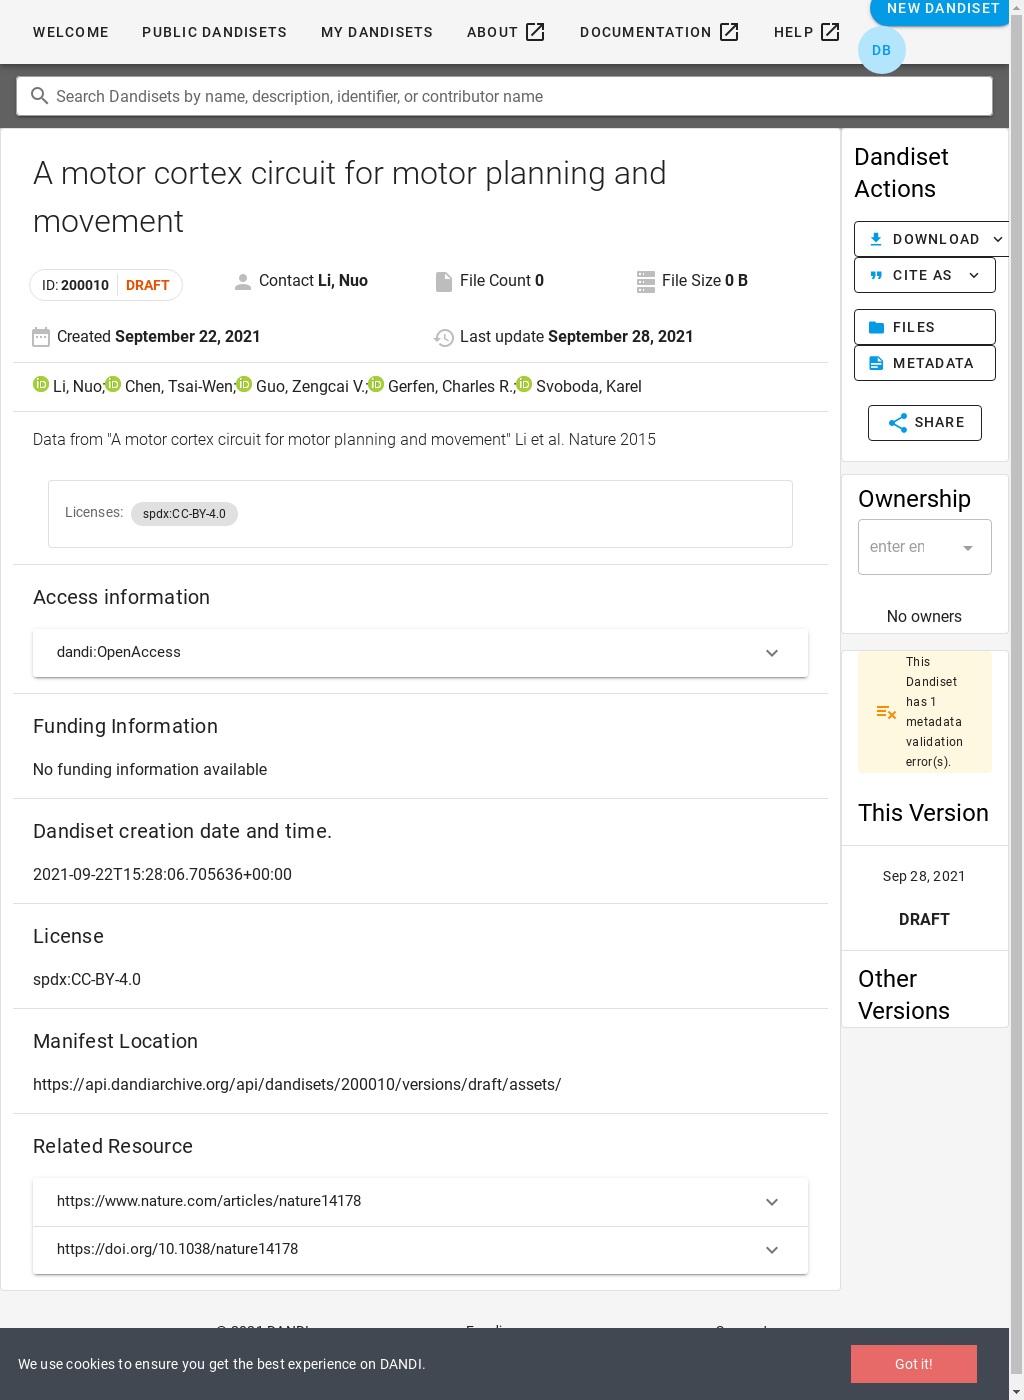 WELCOME PUBLIC DANDISETS MY DANDISETS ABOUT DOCUMENTATION HELP NEW DANDISET
DB
Search Dandisets by name, description, identifier, or contributor name
A motor cortex circuit for motor planning and
movement
ID: 200010 DRAFT Contact Li, Nuo File Count 0 File Size 0 B
Created September 22, 2021 Last update September 28, 2021
iD Li, Nuo; iD Chen, Tsai-Wen; iD Guo, Zengcai V.; iD Gerfen, Charles R.; iD Svoboda, Karel
Data from "A motor cortex circuit for motor planning and movement" Li et al. Nature 2015
Licenses: spdx:CC-BY-4.0
Access information
dandi:OpenAccess
Funding Information
No funding information available
Dandiset creation date and time.
2021-09-22T15:28:06.705636+00:00
License
spdx:CC-BY-4.0
Manifest Location
https://api.dandiarchive.org/api/dandisets/200010/versions/draft/assets/
Related Resource
https://www.nature.com/articles/nature14178
https://doi.org/10.1038/nature14178
Dandiset
Actions
DOWNLOAD
CITE AS
FILES
METADATA
SHARE
Ownership
enter en
No owners
This
Dandiset
has 1
metadata
validation
error(s).
This Version
Sep 28, 2021
DRAFT
Other
Versions
We use cookies to ensure you get the best experience on DANDI. Got it!